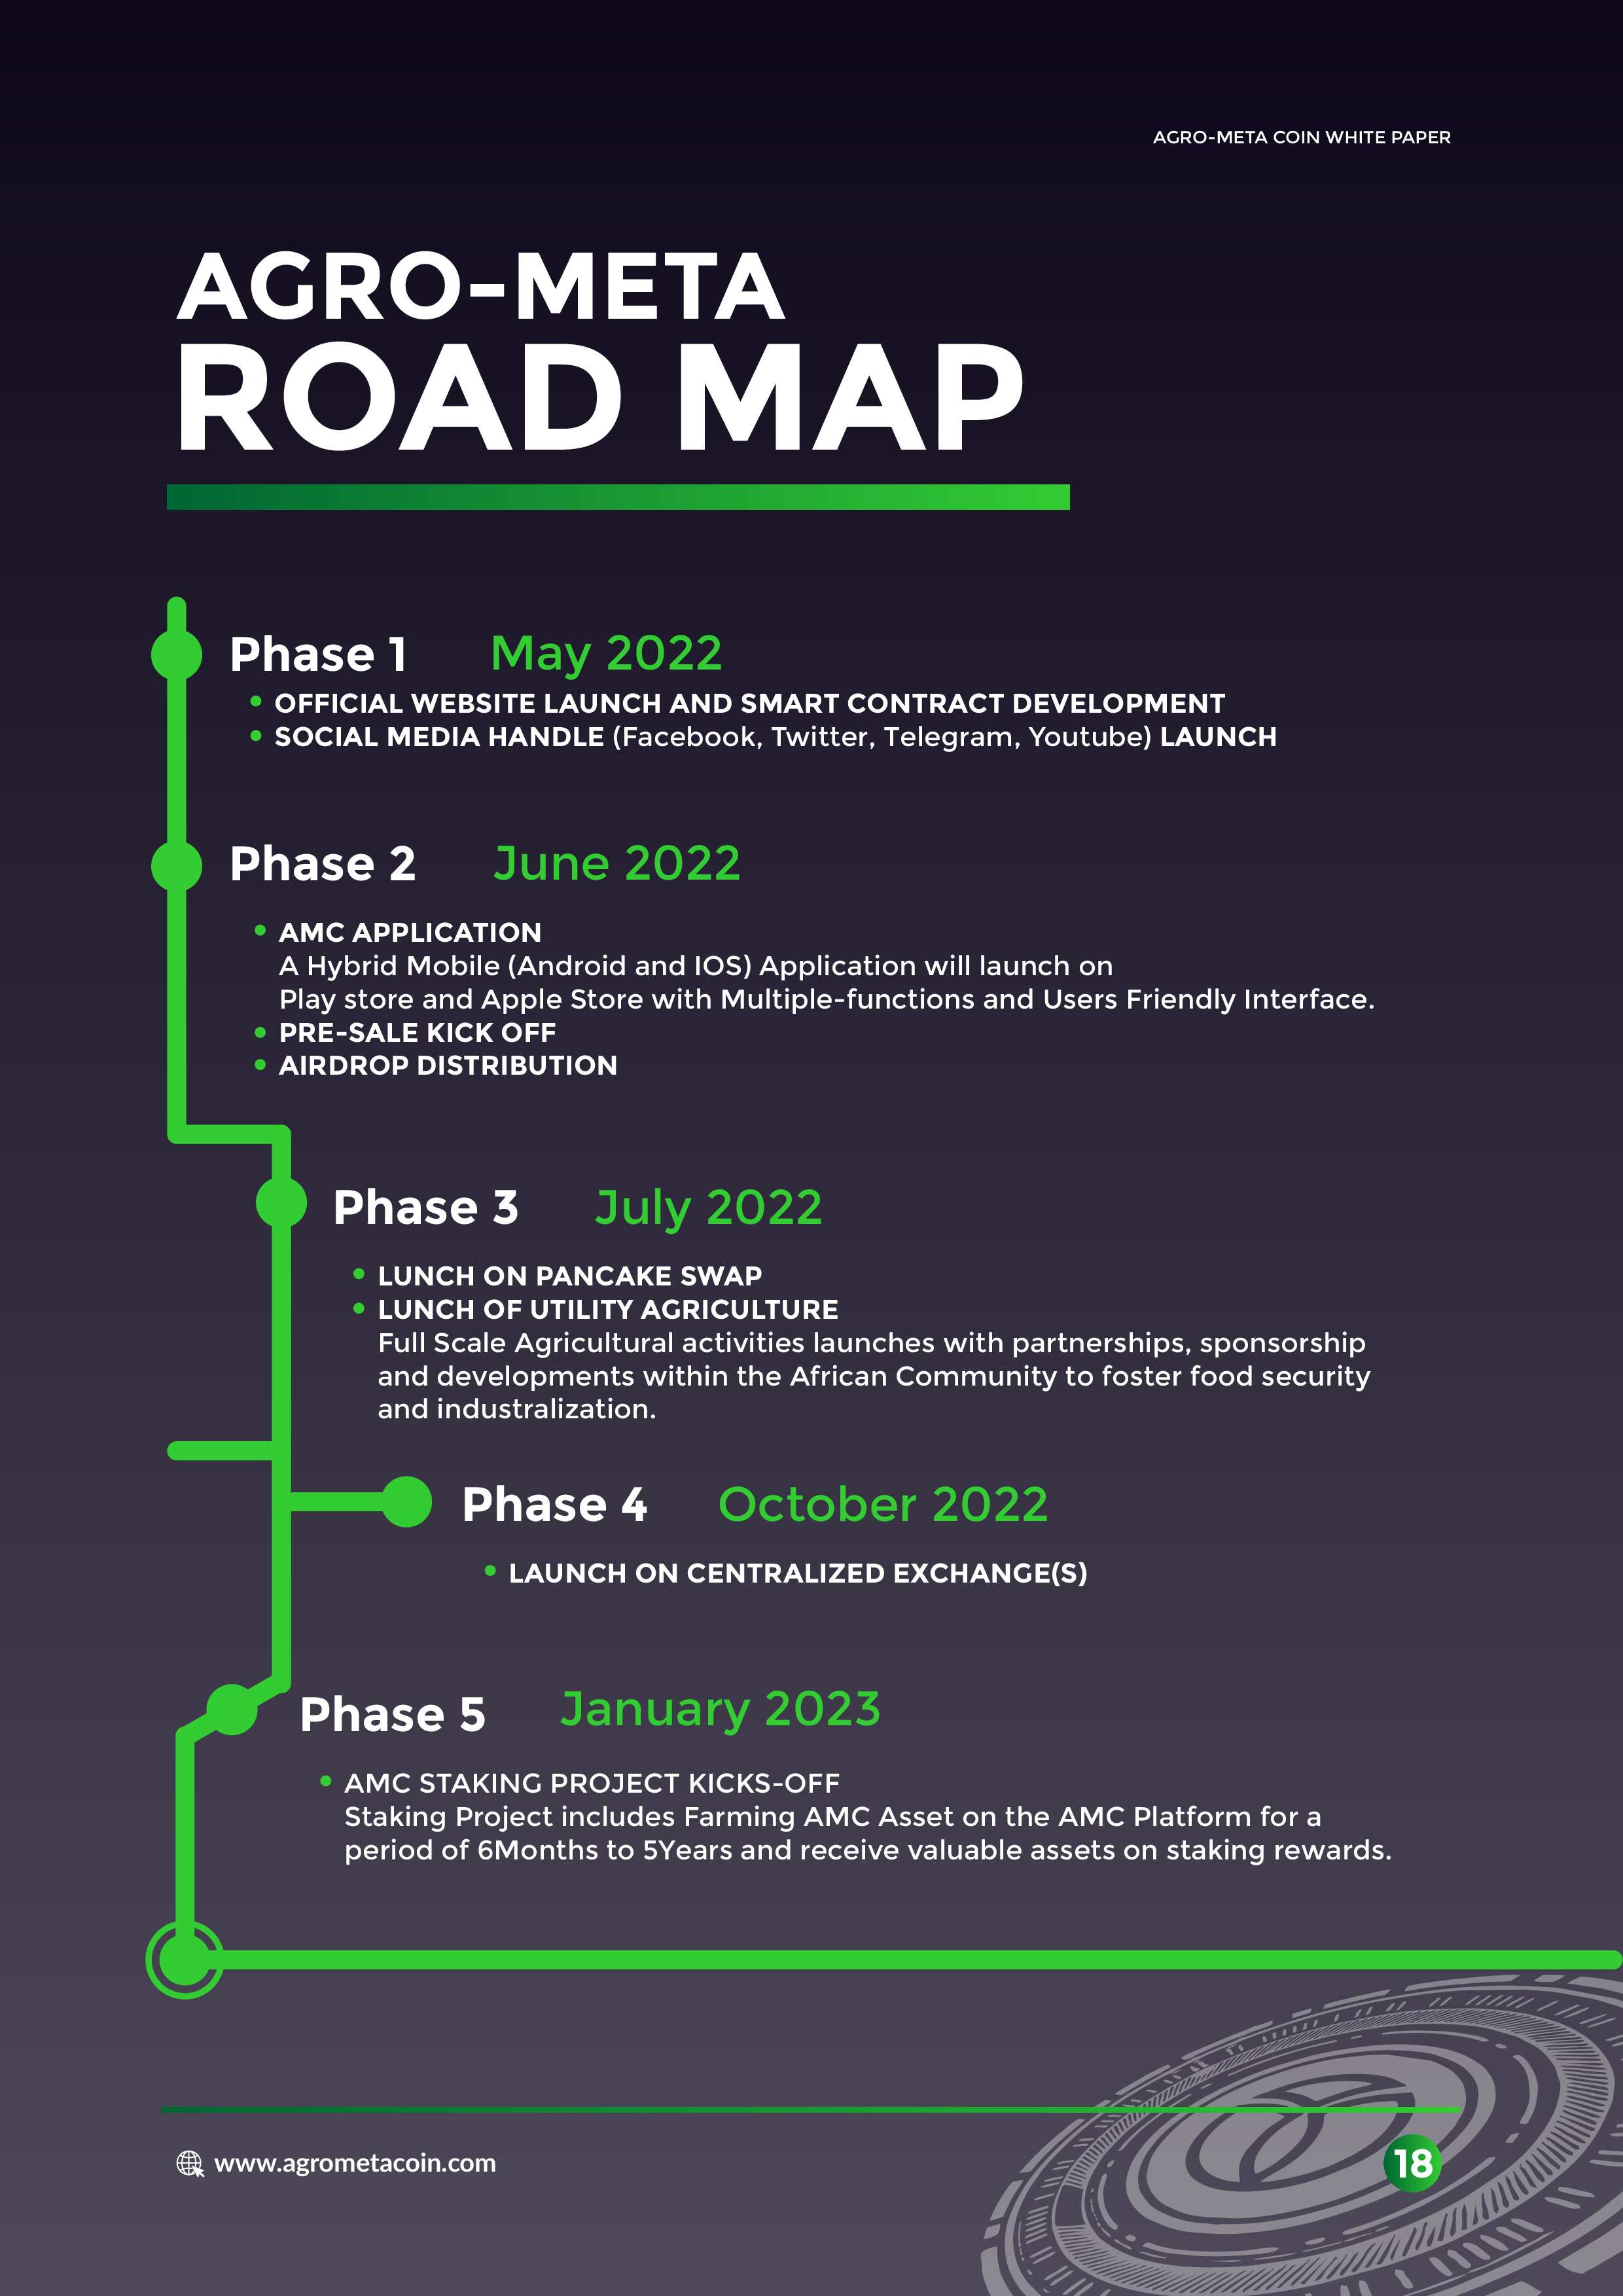 AGRO-META COIN WHITE PAPER
AGRO-META
ROAD MAP
Phase 1 May 2022
• OFFICIAL WEBSITE LAUNCH AND SMART CONTRACT DEVELOPMENT
• SOCIAL MEDIA HANDLE (Facebook, Twitter, Telegram, Youtube) LAUNCH
Phase 2 June 2022
• AMC APPLICATION
A Hybrid Mobile (Android and IOS) Application will launch on
Play store and Apple Store with Multiple-functions and Users Friendly Interface.
• PRE-SALE KICK OFF
• AIRDROP DISTRIBUTION
Phase 3 July 2022
• LUNCH ON PANCAKE SWAP
• LUNCH OF UTILITY AGRICULTURE
Full Scale Agricultural activities launches with partnerships, sponsorship
and developments within the African Community to foster food security
and industralization.
Phase 4 October 2022
• LAUNCH ON CENTRALIZED EXCHANGE(S)
Phase 5 January 2023
• AMC STAKING PROJECT KICKS-OFF
Staking Project includes Farming AMC Asset on the AMC Platform for a
period of 6Months to 5Years and receive valuable assets on staking rewards.
www.agrometacoin.com
18